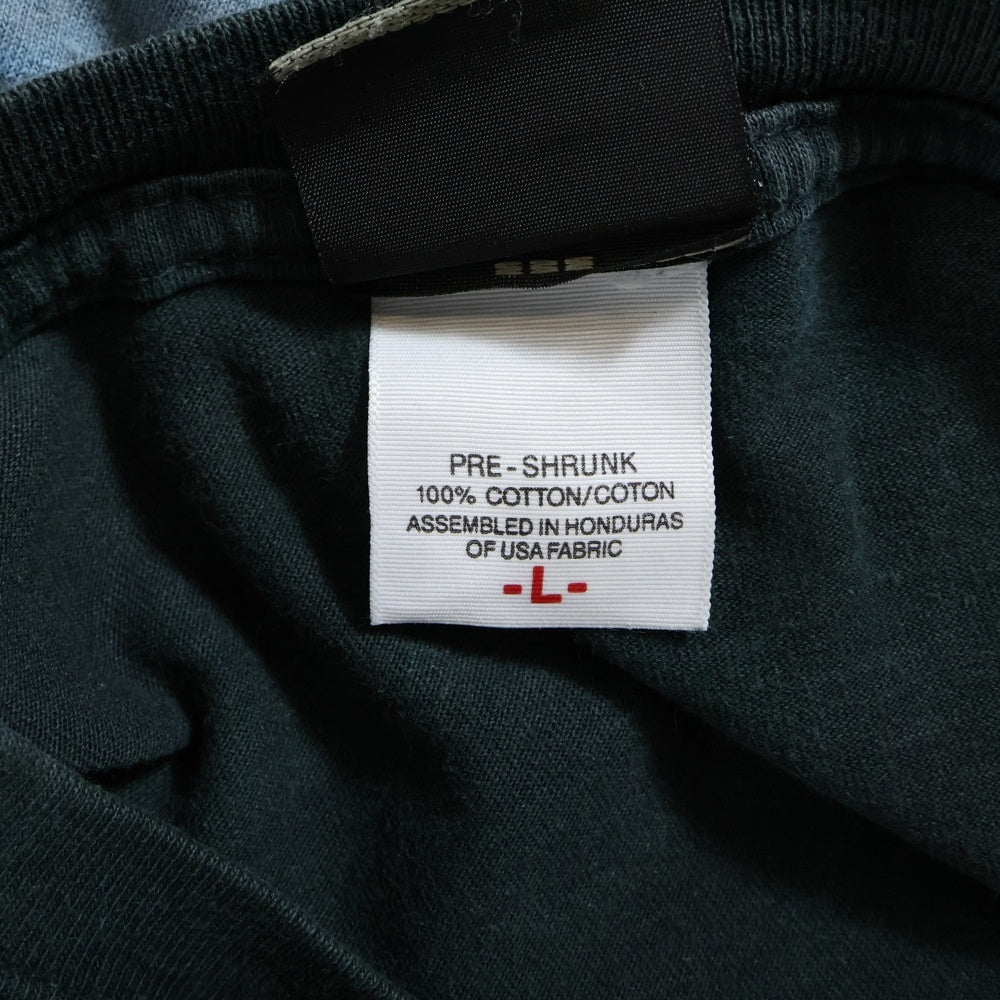 PRE-SHRUNK
100% COTTON/COTON
ASSEMBLED IN HONDURAS
OF USA FABRIC
-L-